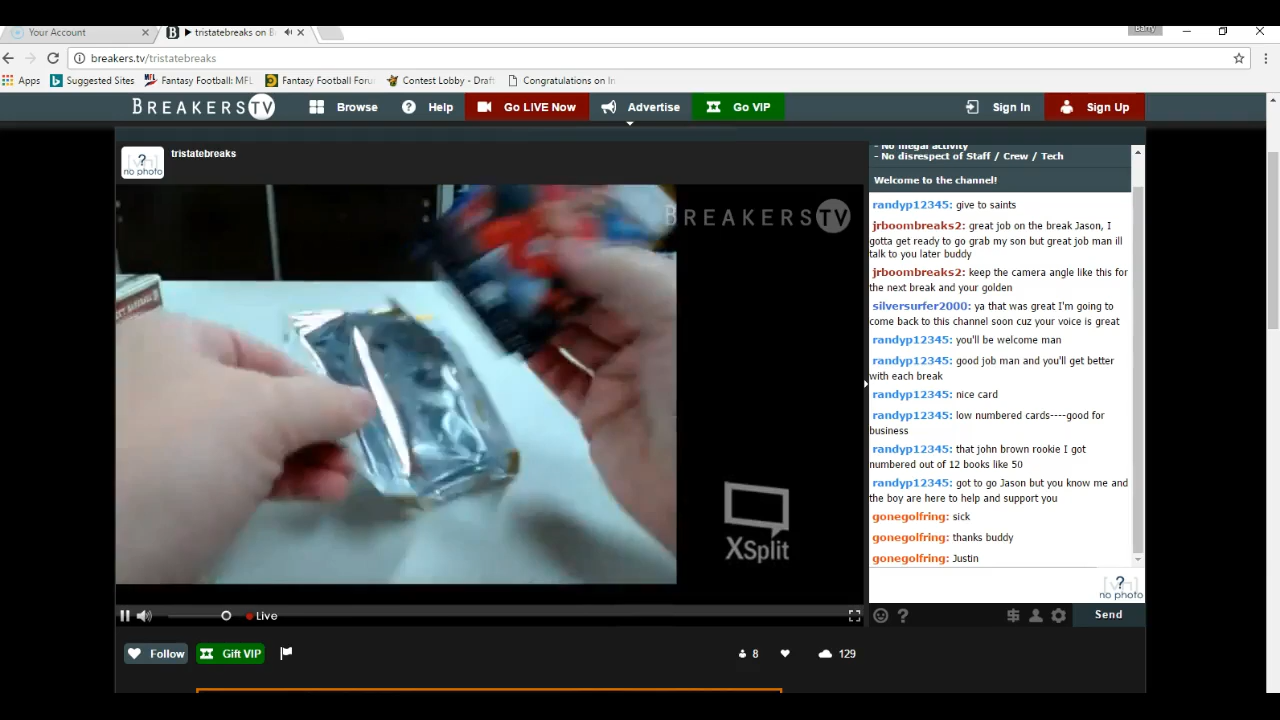 Your Account
tristatebreaks on B
Barry
breakers.tv/tristatebreaks
Apps
Suggested Sites
Fantasy Football: MFL
Fantasy Football Foru
Contest Lobby - Draft
Congratulations on In
BREAKERS TV
Browse
Help
Go LIVE Now
Advertise
Go VIP
Sign In
Sign Up
? no photo
tristatebreaks
BREAKERS TV
XSplit
Live
Follow
Gift VIP
8
129
- No illegal activity
- No disrespect of Staff / Crew / Tech
Welcome to the channel!
randyp12345: give to saints
jrboombreaks2: great job on the break Jason, I
gotta get ready to go grab my son but great job man ill
talk to you later buddy
jrboombreaks2: keep the camera angle like this for
the next break and your golden
silversurfer2000: ya that was great I'm going to
come back to this channel soon cuz your voice is great
randyp12345: you'll be welcome man
randyp12345: good job man and you'll get better
with each break
randyp12345: nice card
randyp12345: low numbered cards----good for
business
randyp12345: that john brown rookie I got
numbered out of 12 books like 50
randyp12345: got to go Jason but you know me and
the boy are here to help and support you
gonegolfring: sick
gonegolfring: thanks buddy
gonegolfring: Justin
? no photo
Send